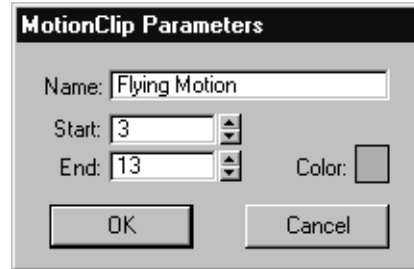 MotionClip Parameters
Name: Flying Motion
Start: 3
End: 13 Color:
OK Cancel